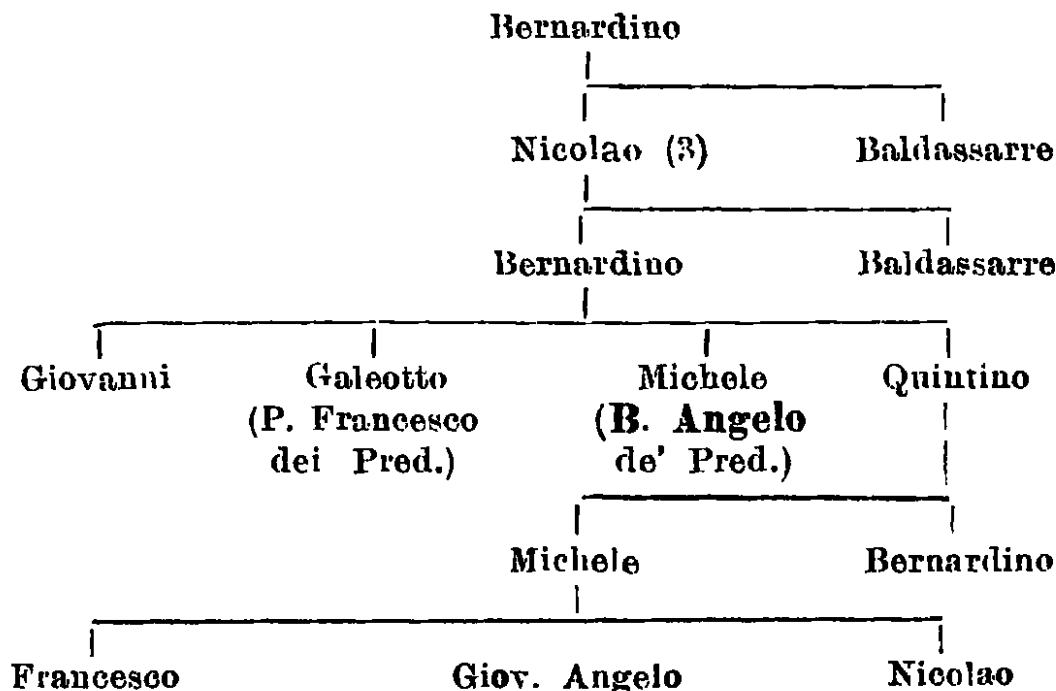 Bernardino
Nicolao (3) Baldassarre
Bernardino Baldassarre
Giovanni Galeotto Michele Quintino
(P. Francesco (B. Angelo
dei Pred.) de' Pred.)
Michele Bernardino
Francesco Giov. Angelo Nicolao